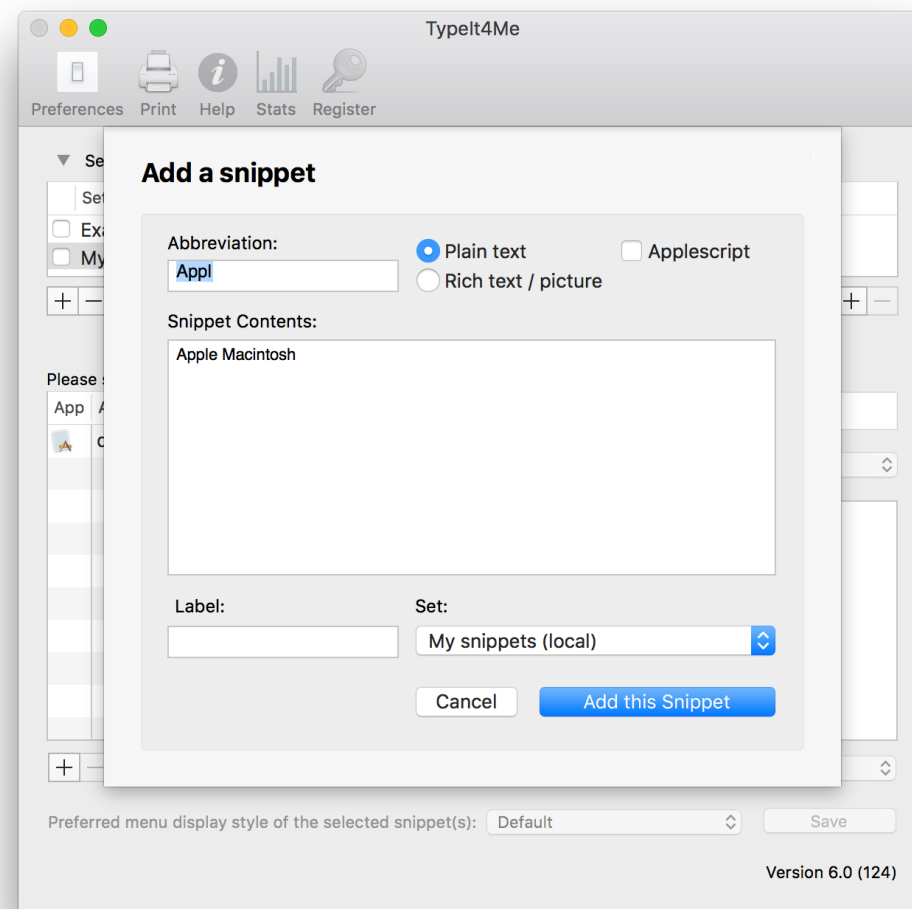 TypeIt4Me
Preferences Print Help Stats Register
Add a snippet
Abbreviation:
Appl
Plain text
Applescript
Rich text / picture
Snippet Contents:
Apple Macintosh
Please
App
Label:
Set:
My snippets (local)
Cancel
Add this Snippet
Preferred menu display style of the selected snippet(s): Default Save
Version 6.0 (124)